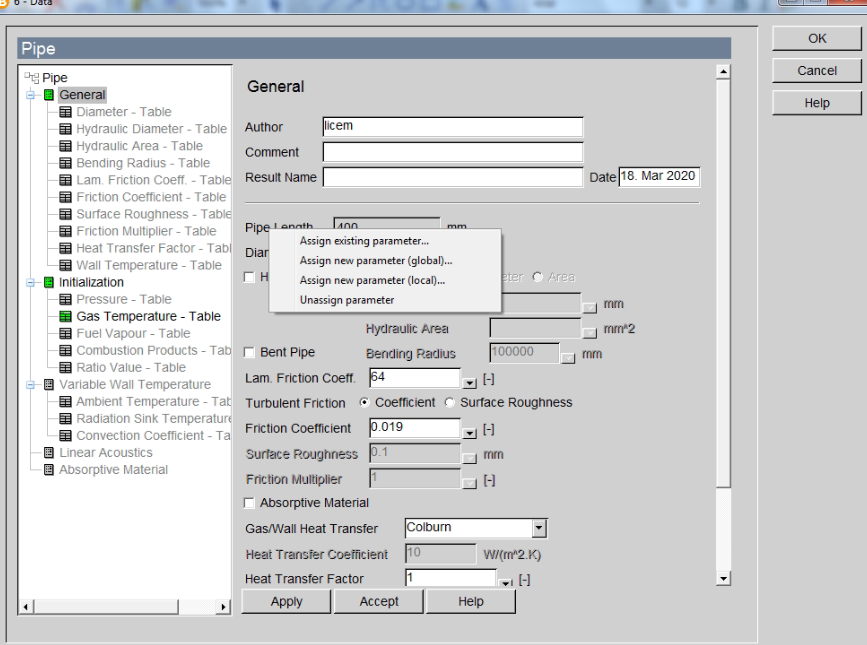 6 - Data
OK
Cancel
Help
Pipe
Pipe
General
Diameter - Table
Hydraulic Diameter - Table
Hydraulic Area - Table
Bending Radius - Table
Lam. Friction Coeff. - Table
Friction Coefficient - Table
Surface Roughness - Table
Friction Multiplier - Table
Heat Transfer Factor - Tabl
Wall Temperature - Table
Initialization
Pressure - Table
Gas Temperature - Table
Fuel Vapour - Table
Combustion Products - Tab
Ratio Value - Table
Variable Wall Temperature
Ambient Temperature - Tat
Radiation Sink Temperature
Convection Coefficient - Ta
Linear Acoustics
Absorptive Material
General
Author licem
Comment
Result Name Date 18. Mar 2020
Pipe Length 400 mm
Assign existing parameter...
Assign new parameter (global)...
Assign new parameter (local)...
Unassign parameter
Diar
H eter Area
mm
Hydraulic Area mm^2
Bent Pipe Bending Radius 100000 mm
Lam. Friction Coeff. 64 [-]
Turbulent Friction Coefficient Surface Roughness
Friction Coefficient 0.019 [-]
Surface Roughness 0.1 mm
Friction Multiplier 1 [-]
Absorptive Material
Gas/Wall Heat Transfer Colburn
Heat Transfer Coefficient 10 W/(m^2.K)
Heat Transfer Factor 1 [-]
Apply Accept Help